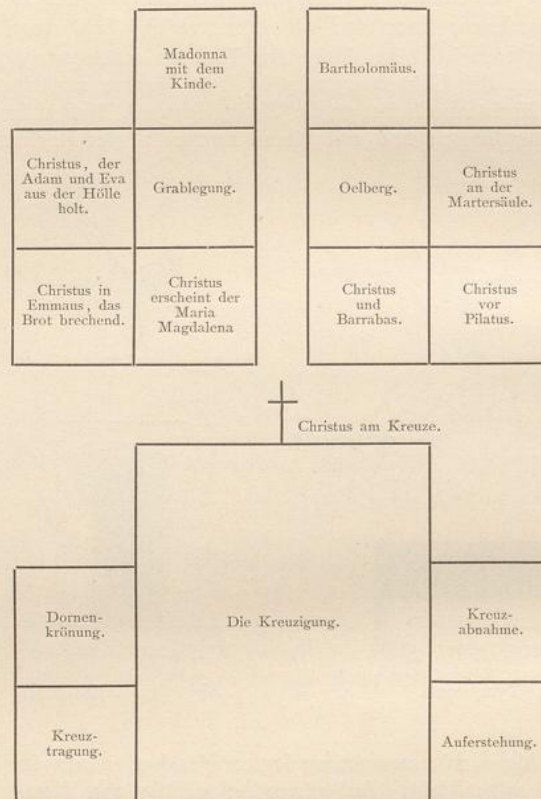 Madonna
mit dem
Kinde.
Bartholomäus.
Christus, der
Adam und Eva
aus der Hölle
holt.
Grablegung.
Oelberg.
Christus
an der
Martersäule.
Christus in
Emmaus, das
Brot brechend.
Christus
erscheint der
Maria
Magdalena
Christus
und
Barrabas.
Christus
vor
Pilatus.
Christus am Kreuze.
Dornen-
krönung.
Die Kreuzigung.
Kreuz-
abnahme.
Kreuz-
tragung.
Auferstehung.